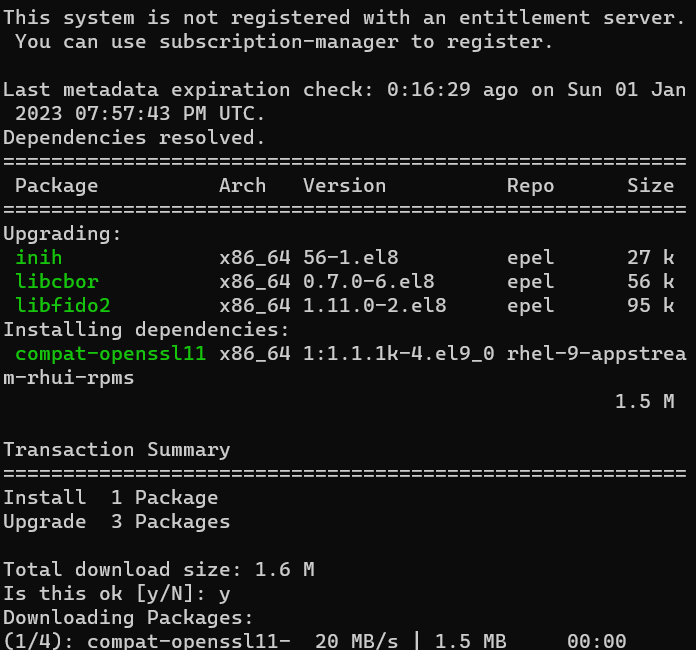 This system is not registered with an entitlement server.
 You can use subscription-manager to register.

Last metadata expiration check: 0:16:29 ago on Sun 01 Jan
 2023 07:57:43 PM UTC.
Dependencies resolved.
=========================================================
 Package          Arch   Version          Repo      Size
=========================================================
Upgrading:
 inih             x86_64 56-1.el8         epel      27 k
 libcbor          x86_64 0.7.0-6.el8      epel      56 k
 libfido2         x86_64 1.11.0-2.el8     epel      95 k
Installing dependencies:
 compat-openssl11 x86_64 1:1.1.1k-4.el9_0 rhel-9-appstrea
m-rhui-rpms
                                                   1.5 M

Transaction Summary
=========================================================
Install  1 Package
Upgrade  3 Packages

Total download size: 1.6 M
Is this ok [y/N]: y
Downloading Packages:
(1/4): compat-openssl11-  20 MB/s | 1.5 MB     00:00